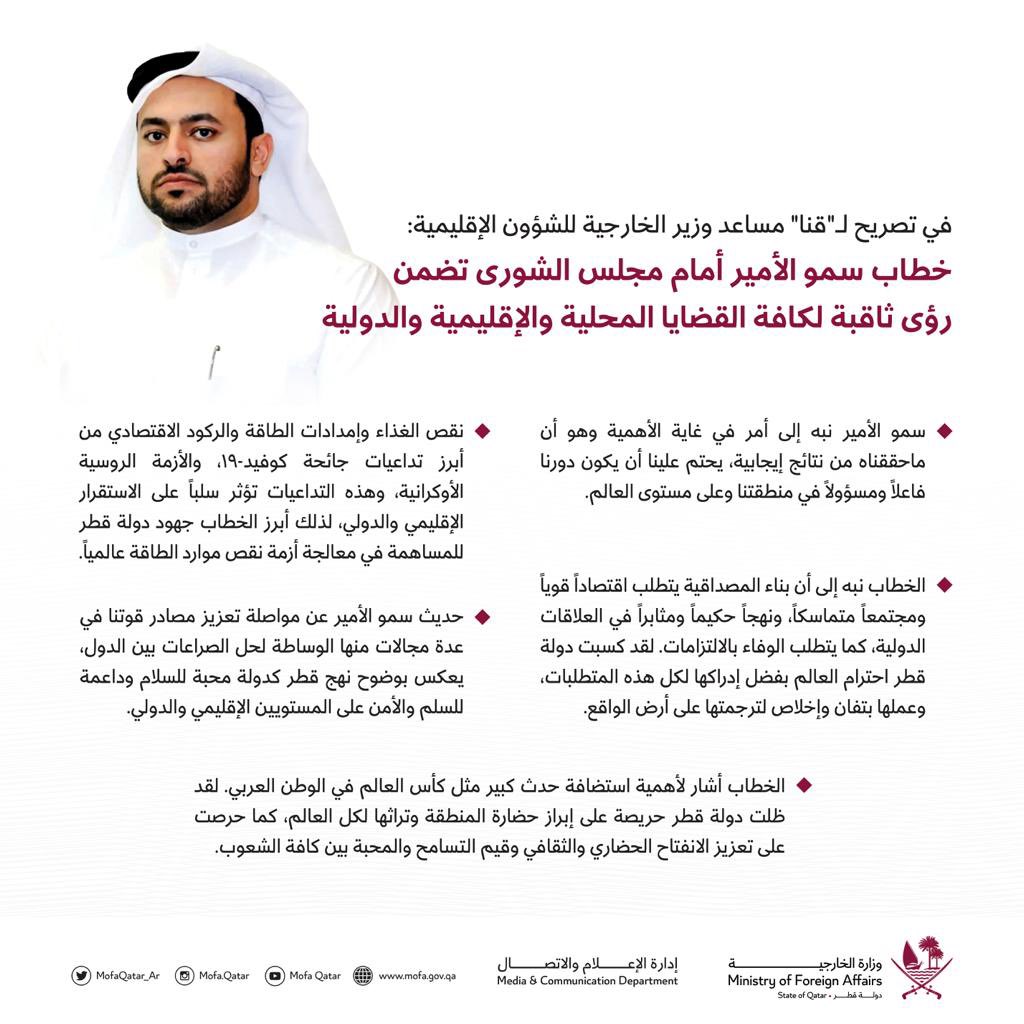 في تصريح لـ"قنا" مساعد وزير الخارجية للشؤون الإقليمية:
خطاب سمو الأمير أمام مجلس الشورى تضمن
رؤى ثاقبة لكافة القضايا المحلية والإقليمية والدولية
سمو الأمير نبه إلى أمر في غاية الأهمية وهو أن
ماحققناه من نتائج إيجابية، يحتم علينا أن يكون دورنا
فاعلاً ومسؤولاً في منطقتنا وعلى مستوى العالم.
الخطاب نبه إلى أن بناء المصداقية يتطلب اقتصاداً قوياً
ومجتمعاً متماسكاً، ونهجاً حكيماً ومثابراً في العلاقات
الدولية، كما يتطلب الوفاء بالالتزامات. لقد كسبت دولة
قطر احترام العالم بفضل إدراكها لكل هذه المتطلبات،
وعملها بتفان وإخلاص لترجمتها على أرض الواقع.
نقص الغذاء وإمدادات الطاقة والركود الاقتصادي من
أبرز تداعيات جائحة كوفيد-١٩، والأزمة الروسية
الأوكرانية، وهذه التداعيات تؤثر سلباً على الاستقرار
الإقليمي والدولي، لذلك أبرز الخطاب جهود دولة قطر
للمساهمة في معالجة أزمة نقص موارد الطاقة عالمياً.
حديث سمو الأمير عن مواصلة تعزيز مصادر قوتنا في
عدة مجالات منها الوساطة لحل الصراعات بين الدول،
يعكس بوضوح نهج قطر كدولة محبة للسلام وداعمة
للسلم والأمن على المستويين الإقليمي والدولي.
الخطاب أشار لأهمية استضافة حدث كبير مثل كأس العالم في الوطن العربي. لقد
ظلت دولة قطر حريصة على إبراز حضارة المنطقة وتراثها لكل العالم، كما حرصت
على تعزيز الانفتاح الحضاري والثقافي وقيم التسامح والمحبة بين كافة الشعوب.
وزارة الخارجيــــــة
Ministry of Foreign Affairs
State of Qatar • دولـــة قطــر
إدارة الإعـــلام والاتصـــال
Media & Communication Department
www.mofa.gov.qa
Mofa Qatar
Mofa.Qatar
MofaQatar_Ar